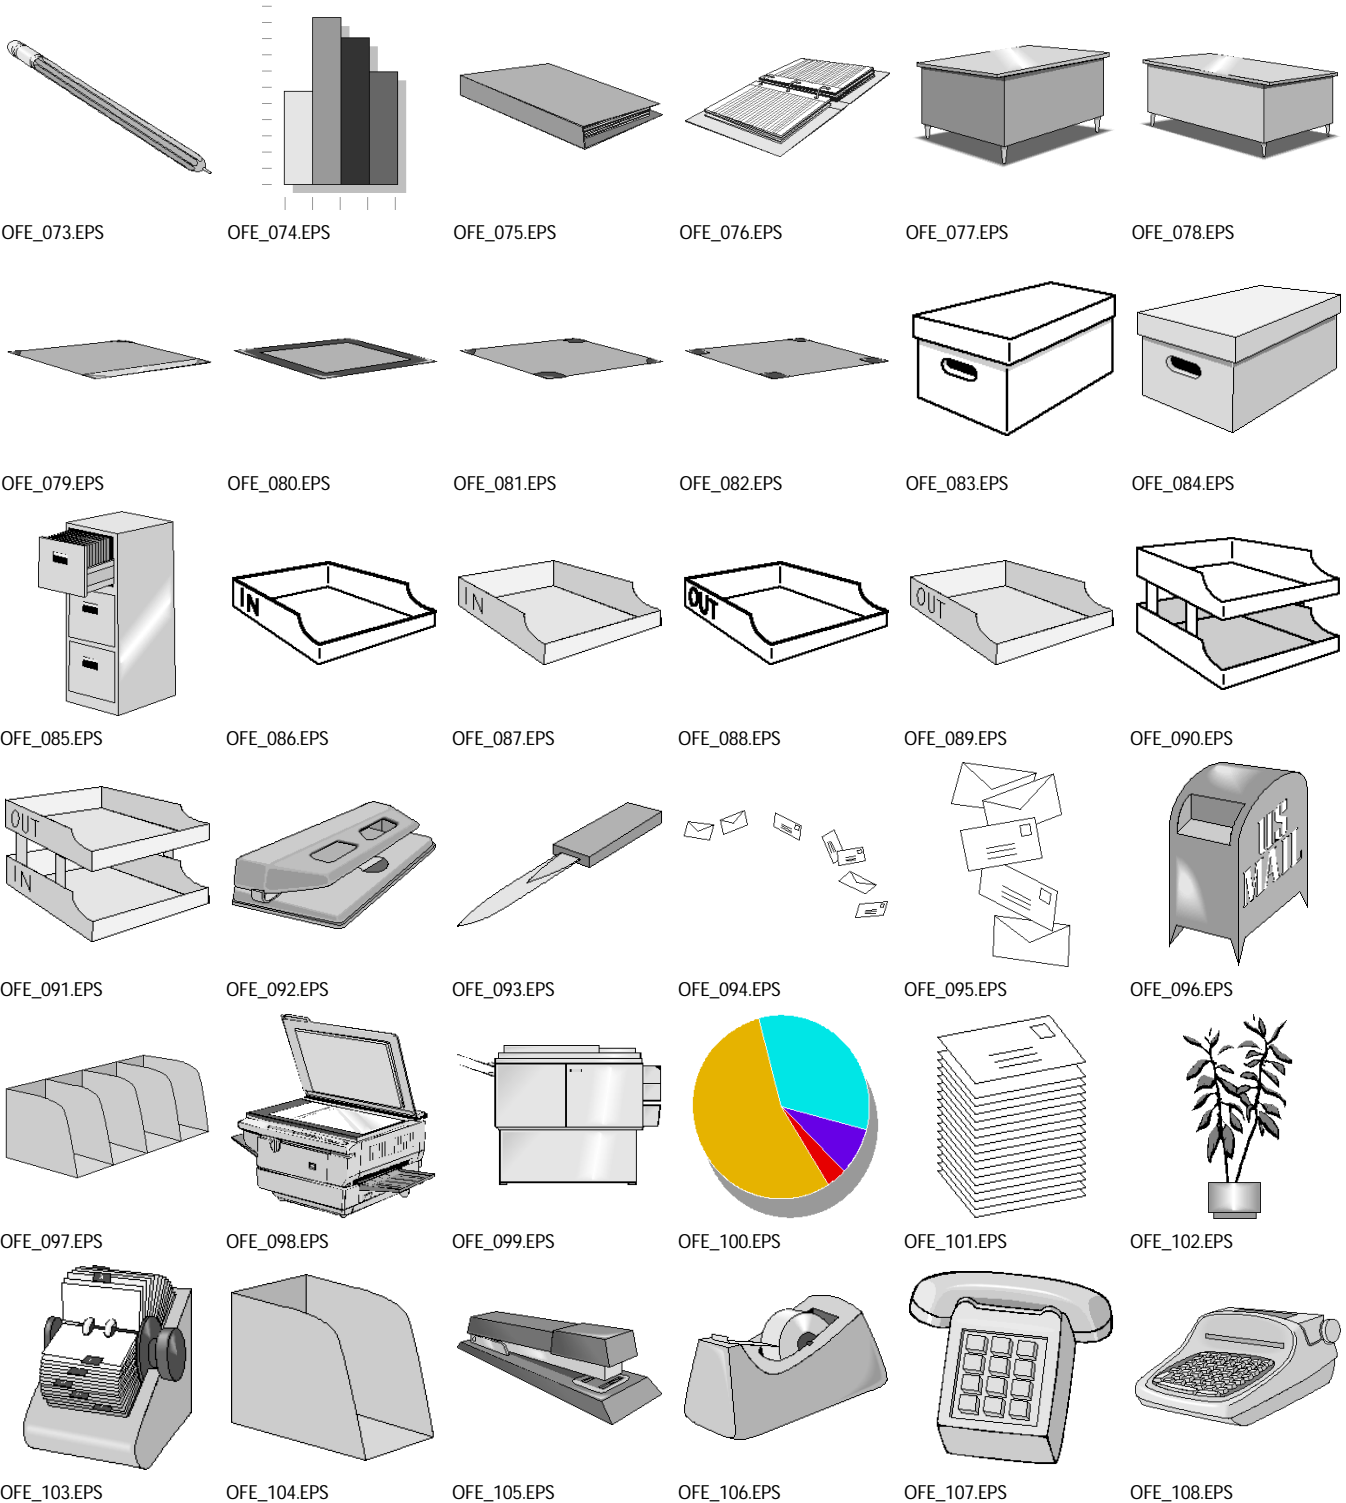 OFE_073.EPS OFE_074.EPS OFE_075.EPS OFE_076.EPS OFE_077.EPS OFE_078.EPS
OFE_079.EPS OFE_080.EPS OFE_081.EPS OFE_082.EPS OFE_083.EPS OFE_084.EPS
IN IN OUT OUT
OFE_085.EPS OFE_086.EPS OFE_087.EPS OFE_088.EPS OFE_089.EPS OFE_090.EPS
OUT
IN
U.S.
MAIL
OFE_091.EPS OFE_092.EPS OFE_093.EPS OFE_094.EPS OFE_095.EPS OFE_096.EPS
OFE_097.EPS OFE_098.EPS OFE_099.EPS OFE_100.EPS OFE_101.EPS OFE_102.EPS
OFE_103.EPS OFE_104.EPS OFE_105.EPS OFE_106.EPS OFE_107.EPS OFE_108.EPS